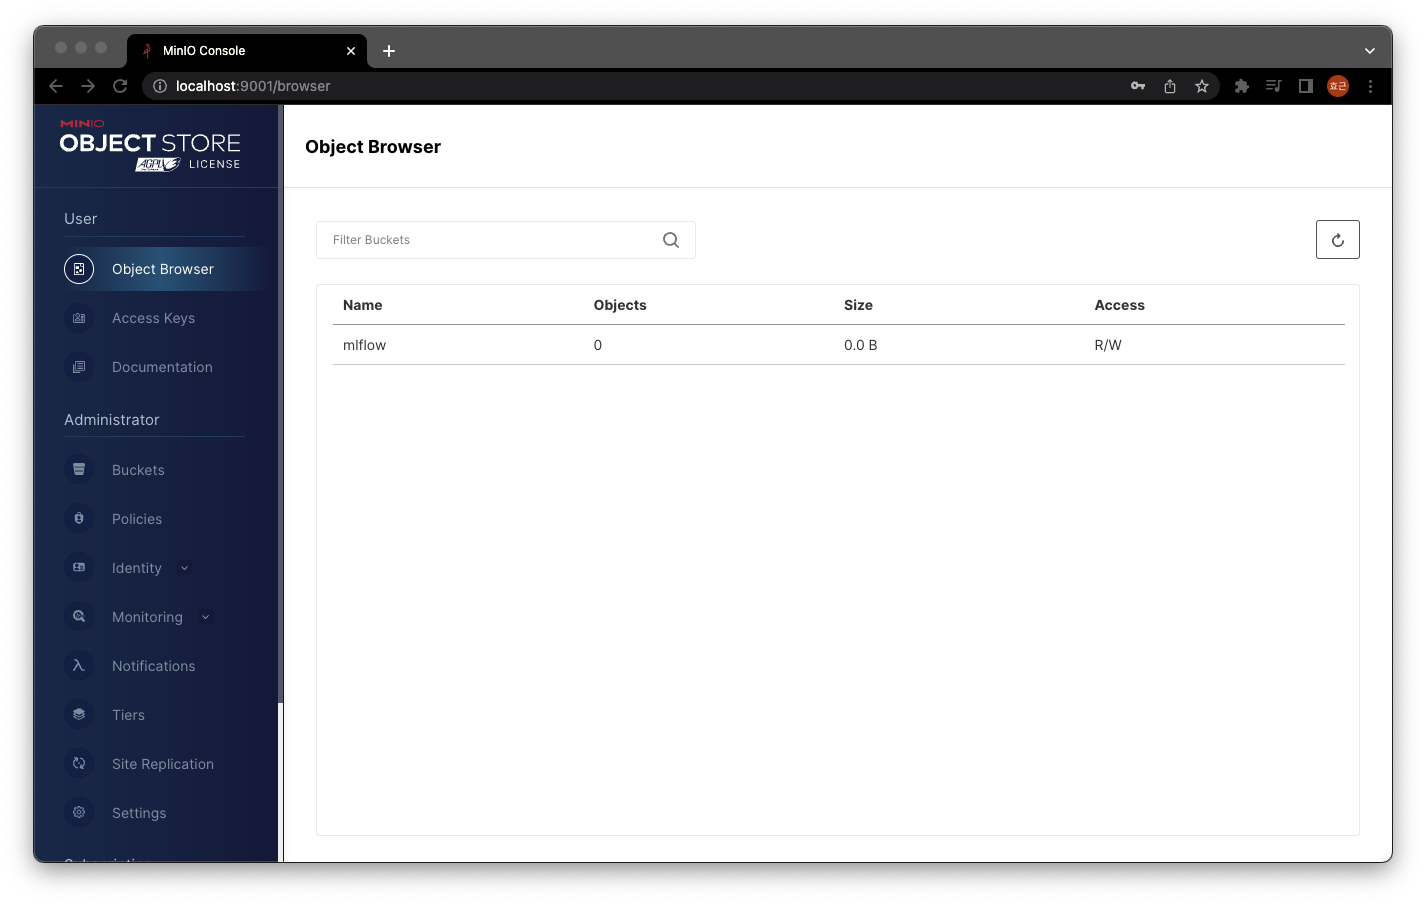 MinIO Console
localhost:9001/browser
효근
MINIO
OBJECT STORE
AGPLV3 LICENSE
Object Browser
User
Object Browser
Access Keys
Documentation
Administrator
Buckets
Policies
Identity
Monitoring
Notifications
Tiers
Site Replication
Settings
Filter Buckets
Name Objects Size Access
mlflow 0 0.0 B R/W